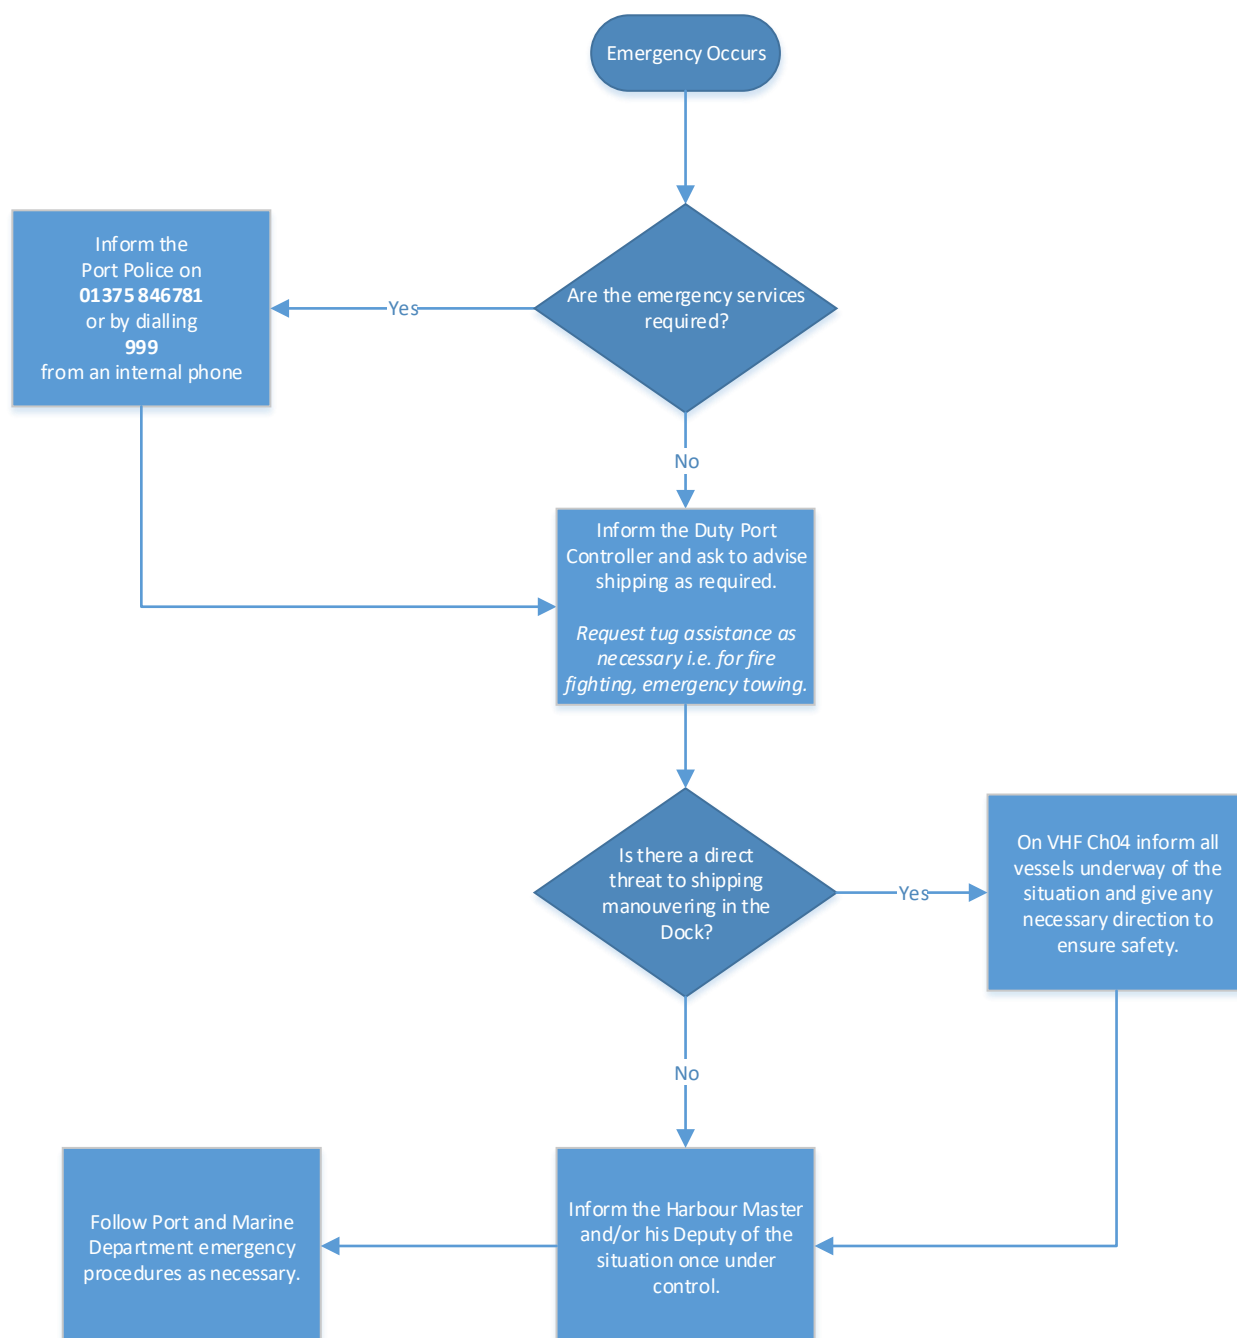 Emergency Occurs
Are the emergency services
required?
Yes
Inform the
Port Police on
01375 846781
or by dialling
999
from an internal phone
No
Inform the Duty Port
Controller and ask to advise
shipping as required.
Request tug assistance as
necessary i.e. for fire
fighting, emergency towing.
Is there a direct
threat to shipping
manouvering in the
Dock?
Yes
On VHF Ch04 inform all
vessels underway of the
situation and give any
necessary direction to
ensure safety.
No
Inform the Harbour Master
and/or his Deputy of the
situation once under
control.
Follow Port and Marine
Department emergency
procedures as necessary.